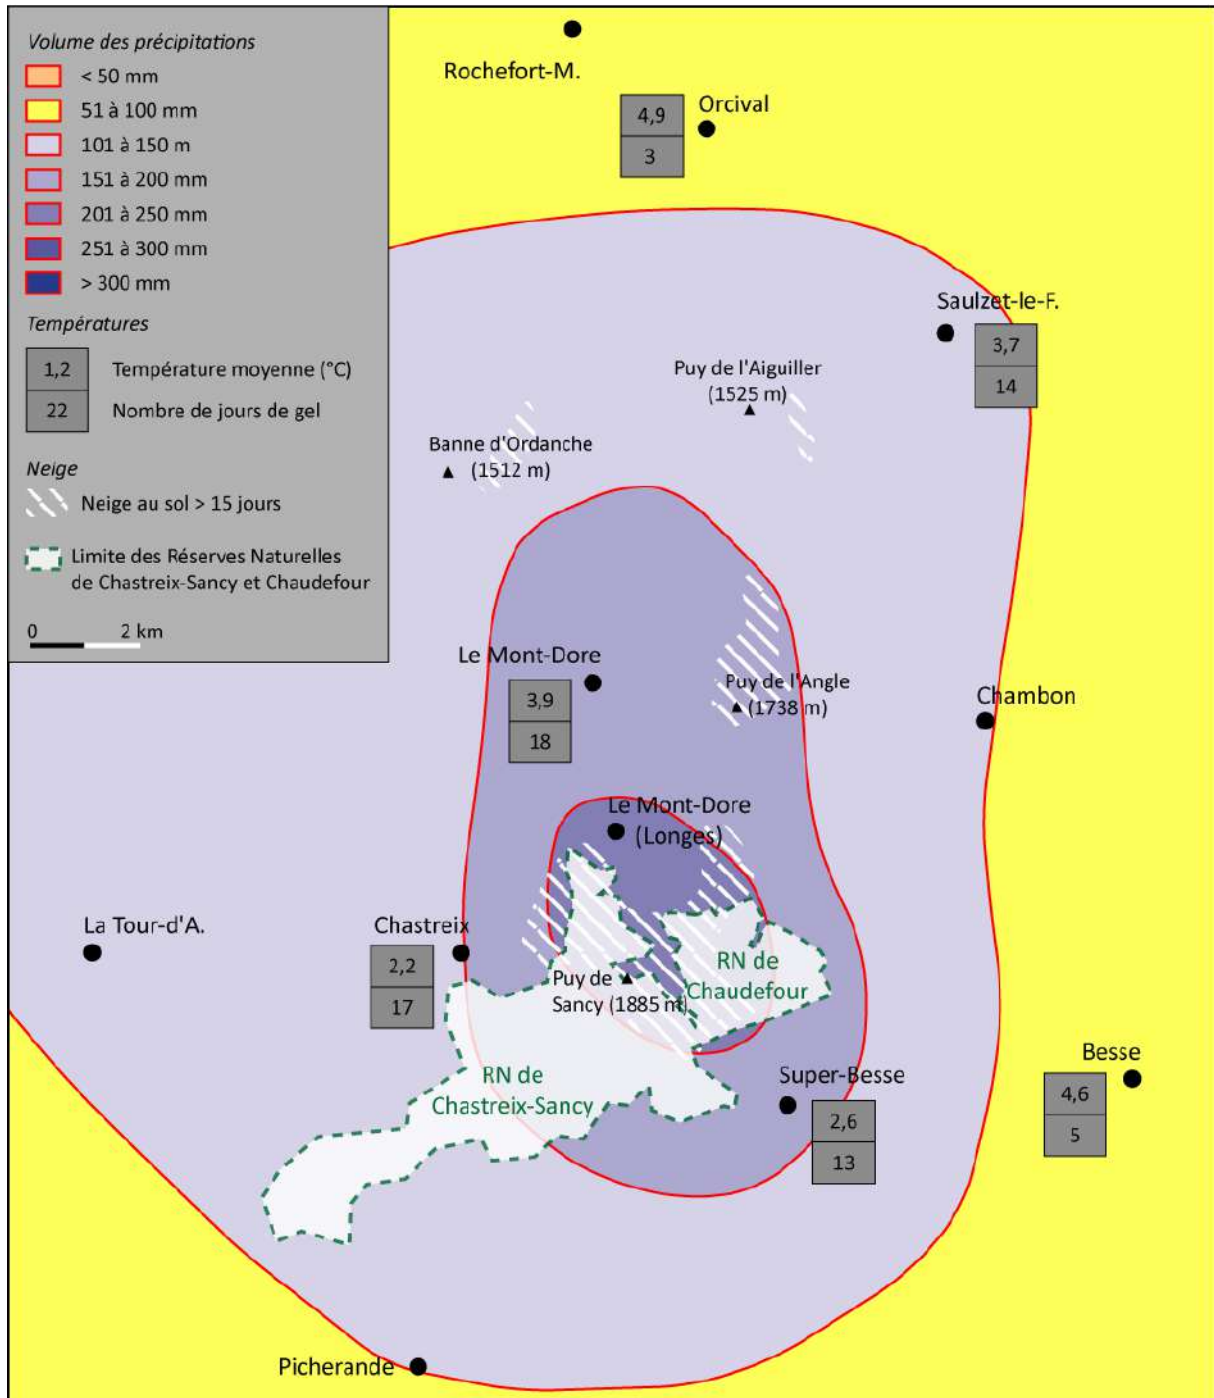 Volume des précipitations
< 50 mm
51 à 100 mm
101 à 150 m
151 à 200 mm
201 à 250 mm
251 à 300 mm
> 300 mm
Températures
1,2 Température moyenne (°C)
22 Nombre de jours de gel
Neige
Neige au sol > 15 jours
Limite des Réserves Naturelles
de Chastreix-Sancy et Chaudefour
0 2 km
Rochefort-M.
Orcival
4,9
3
Saulzet-le-F.
3,7
14
Puy de l'Aiguiller
(1525 m)
Banne d'Ordanche
(1512 m)
Le Mont-Dore
3,9
18
Puy de l'Angle
(1738 m)
Chambon
Le Mont-Dore
(Longes)
La Tour-d'A.
Chastreix
2,2
17
Puy de
Sancy (1885 m)
RN de
Chaudefour
RN de
Chastreix-Sancy
Super-Besse
2,6
13
Besse
4,6
5
Picherande